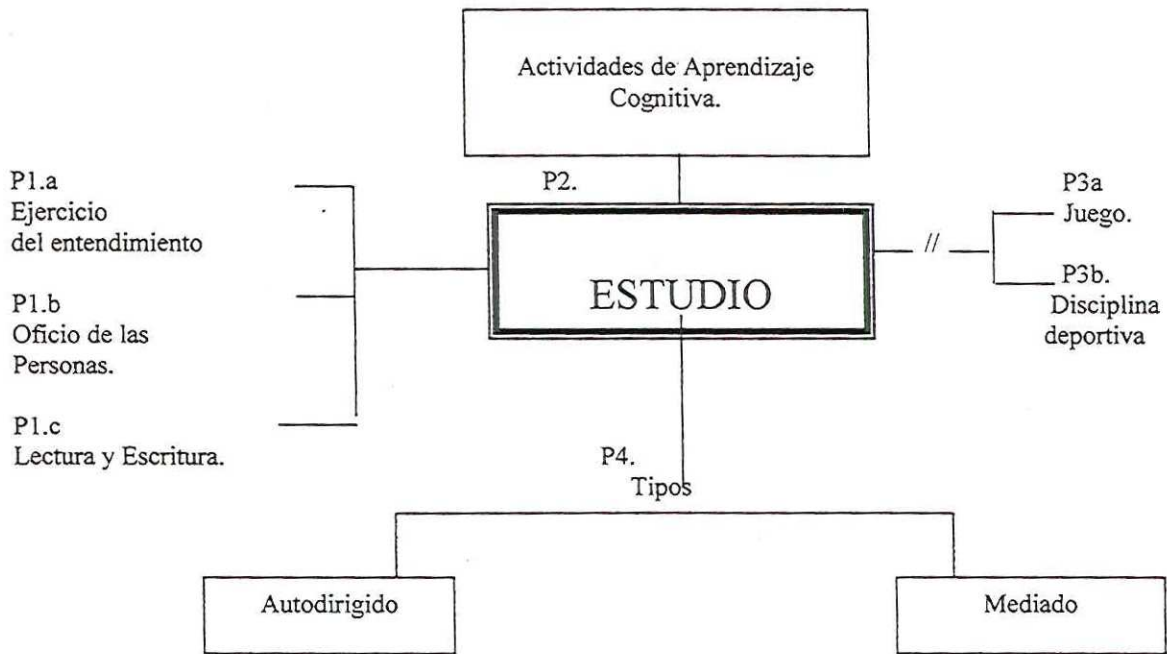 Actividades de Aprendizaje
Cognitiva.
P1.a
Ejercicio
del entendimiento
P1.b
Oficio de las
Personas.
P1.c
Lectura y Escritura.
P2.
ESTUDIO
//
P3a
Juego.
P3b.
Disciplina
deportiva
P4.
Tipos
Autodirigido
Mediado